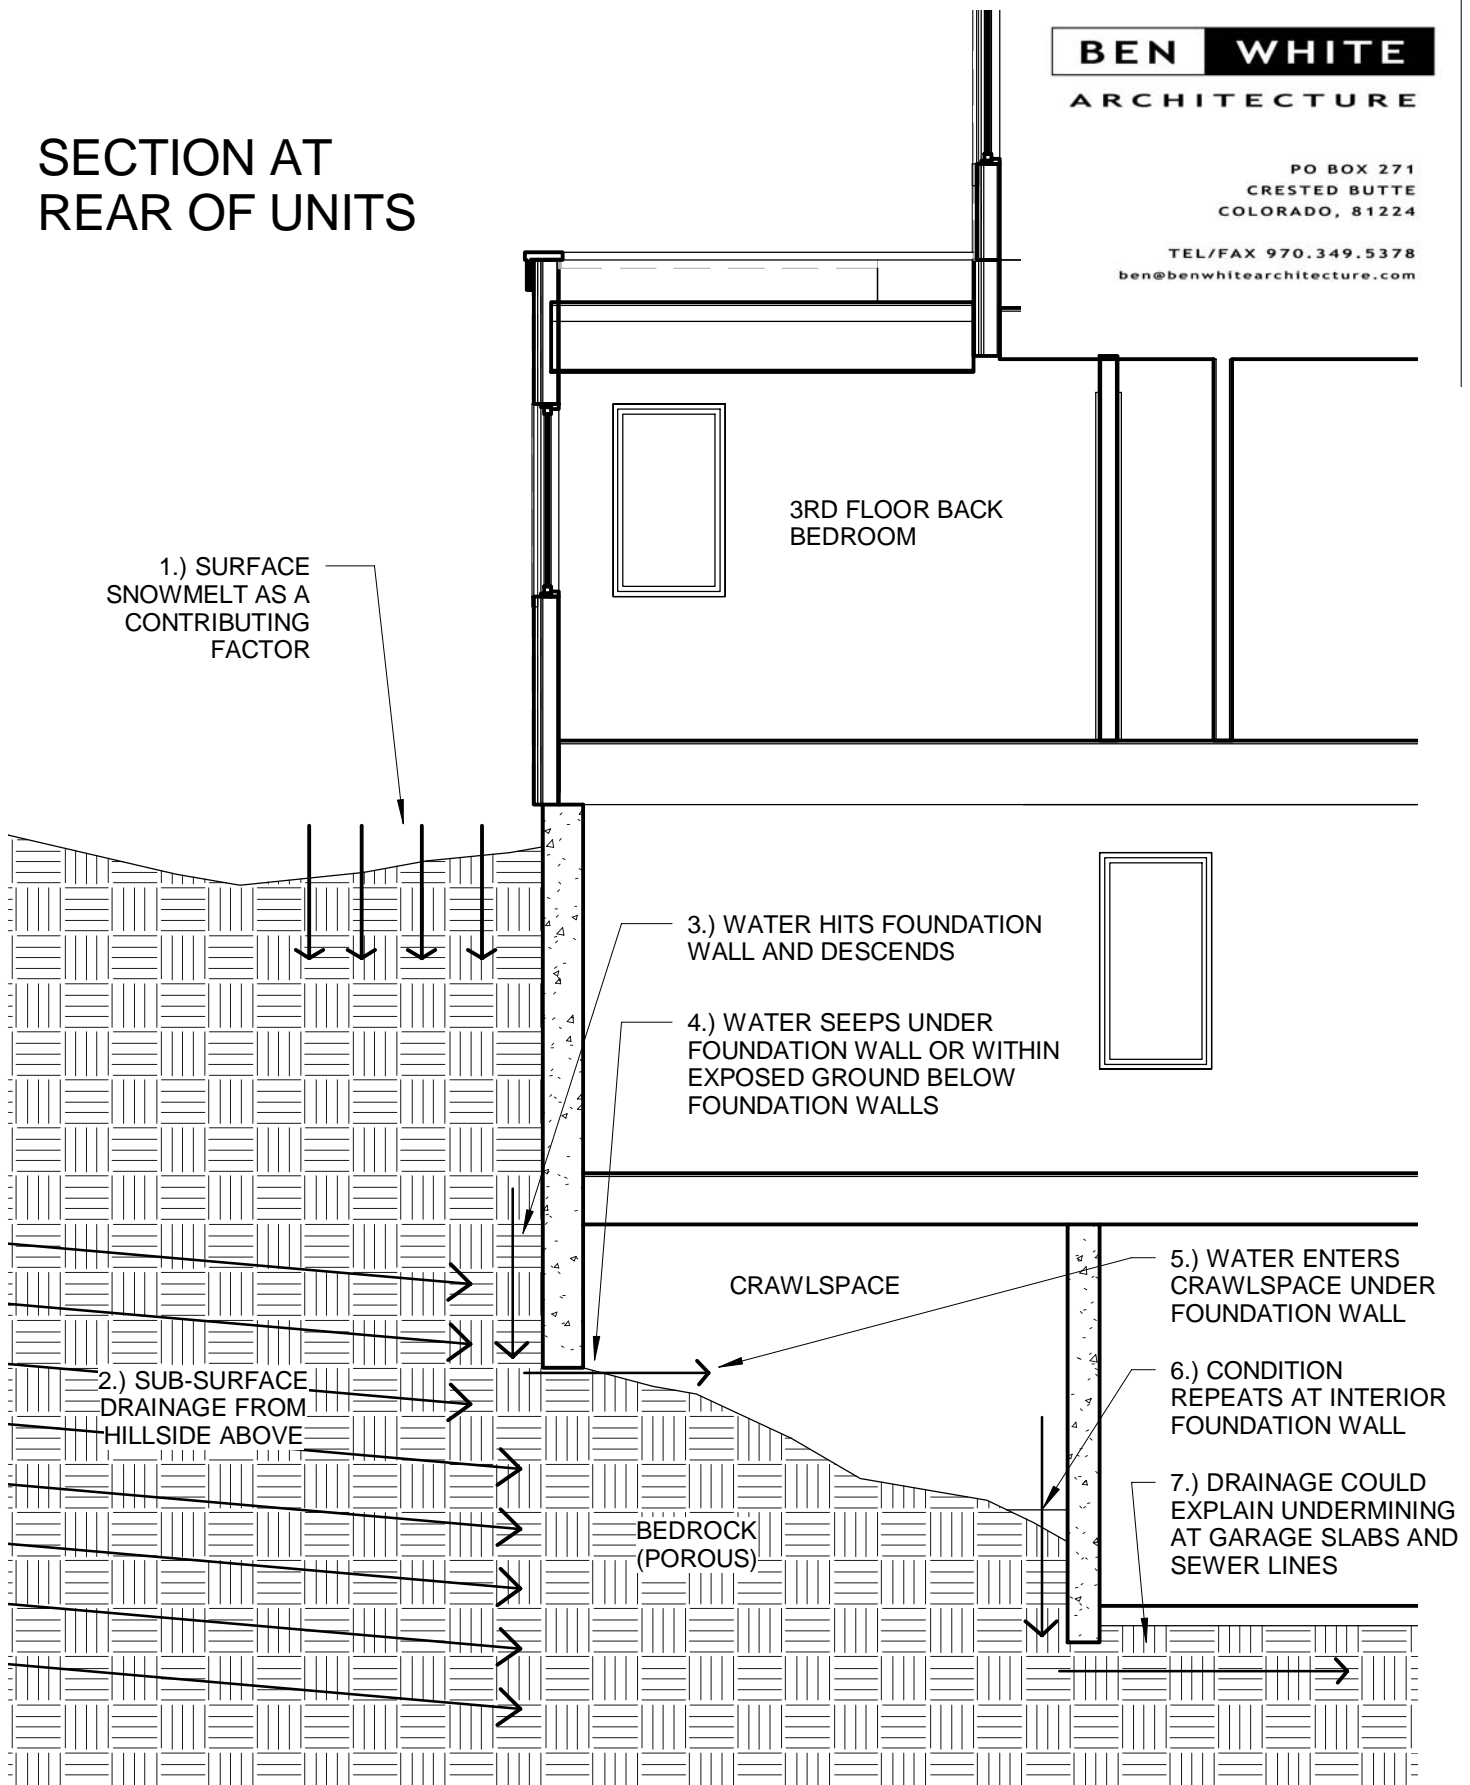 BEN WHITE
ARCHITECTURE
PO BOX 271
CRESTED BUTTE
COLORADO, 81224
TEL/FAX 970.349.5378
ben@benwhitearchitecture.com
SECTION AT
REAR OF UNITS
3RD FLOOR BACK
BEDROOM
1.) SURFACE
SNOWMELT AS A
CONTRIBUTING
FACTOR
3.) WATER HITS FOUNDATION
WALL AND DESCENDS
4.) WATER SEEPS UNDER
FOUNDATION WALL OR WITHIN
EXPOSED GROUND BELOW
FOUNDATION WALLS
CRAWLSPACE
5.) WATER ENTERS
CRAWLSPACE UNDER
FOUNDATION WALL
2.) SUB-SURFACE
DRAINAGE FROM
HILLSIDE ABOVE
6.) CONDITION
REPEATS AT INTERIOR
FOUNDATION WALL
7.) DRAINAGE COULD
EXPLAIN UNDERMINING
AT GARAGE SLABS AND
SEWER LINES
BEDROCK
(POROUS)